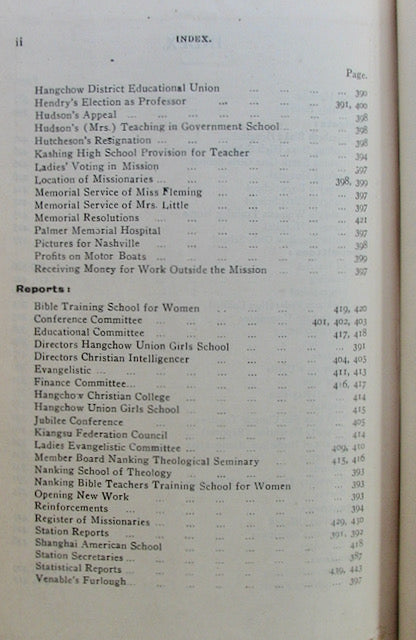 ii INDEX.
Page.
Hangchow District Educational Union ... ... ... ... 390
Hendry's Election as Professor ... ... ... ... 391, 400
Hudson's Appeal ... ... ... ... ... ... ... 398
Hudson's (Mrs.) Teaching in Government School .. ... ... 398
Hutcheson's Resignation ... ... ... ... ... ... 398
Kashing High School Provision for Teacher ... ... ... 394
Ladies' Voting in Mission ... ... ... ... ... 397
Location of Missionaries ... ... ... ... ... 398, 399
Memorial Service of Miss Fleming ... ... ... ... 397
Memorial Service of Mrs. Little ... ... ... ... 397
Memorial Resolutions ... ... ... ... ... ... 421
Palmer Memorial Hospital ... ... ... ... ... 397
Pictures for Nashville ... ... ... ... ... ... 398
Profits on Motor Boats ... ... ... ... ... ... 399
Receiving Money for Work Outside the Mission ... ... 397
Reports:
Bible Training School for Women .. ... ... ... 419, 420
Conference Committee ... ... ... ... 401, 402, 403
Educational Committee ... ... ... ... ... 417, 418
Directors Hangchow Union Girls School ... ... ... ... 391
Directors Christian Intelligencer ... ... ... ... 404, 405
Evangelistic ... ... ... ... ... ... ... 411, 413
Finance Committee... ... ... ... ... ... 416, 417
Hangchow Christian College ... ... ... ... ... 414
Hangchow Union Girls School ... ... ... ... ... 415
Jubilee Conference ... ... ... ... ... ... 405
Kiangsu Federation Council ... ... ... ... ... 414
Ladies Evangelistic Committee ... ... ... ... 409, 410
Member Board Nanking Theological Seminary ... ... 415, 416
Nanking School of Theology ... ... ... ... ... 393
Nanking Bible Teachers Training School for Women ... ... 393
Opening New Work ... ... ... ... ... ... 393
Reinforcements ... ... ... ... ... ... ... 394
Register of Missionaries ... ... ... ... ... 429, 430
Station Reports ... ... ... ... ... ... 391, 392
Shanghai American School ... ... ... ... ... 418
Station Secretaries ... ... ... ... ... ... ... 387
Statistical Reports ... ... ... ... ... ... 439, 443
Venable's Furlough ... ... ... ... ... ... ... 397